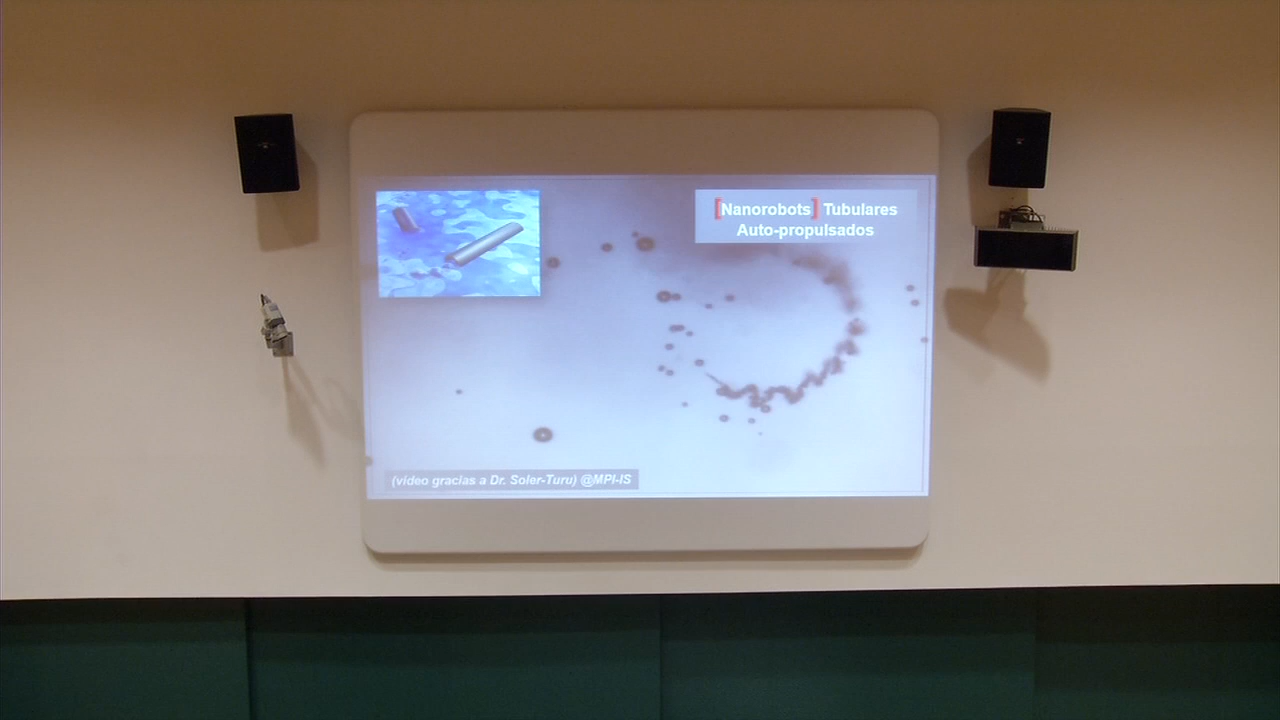 [Nanorobots] Tubulares
Auto-propulsados
(video gracias a Dr. Soler-Turu) @MPI-IS